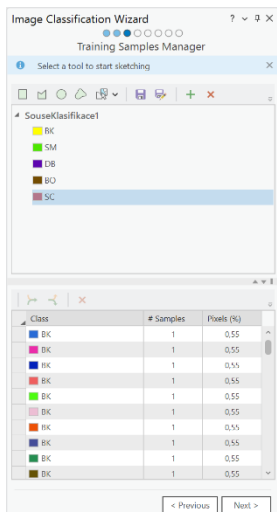 Image Classification Wizard
Training Samples Manager
Select a tool to start sketching
SouseKlasifikace1
BK
SM
DB
BO
SC
Class # Samples Pixels (%)
BK 1 0,55
BK 1 0,55
BK 1 0,55
BK 1 0,55
BK 1 0,55
BK 1 0,55
BK 1 0,55
BK 1 0,55
BK 1 0,55
BK 1 0,55
< Previous Next >